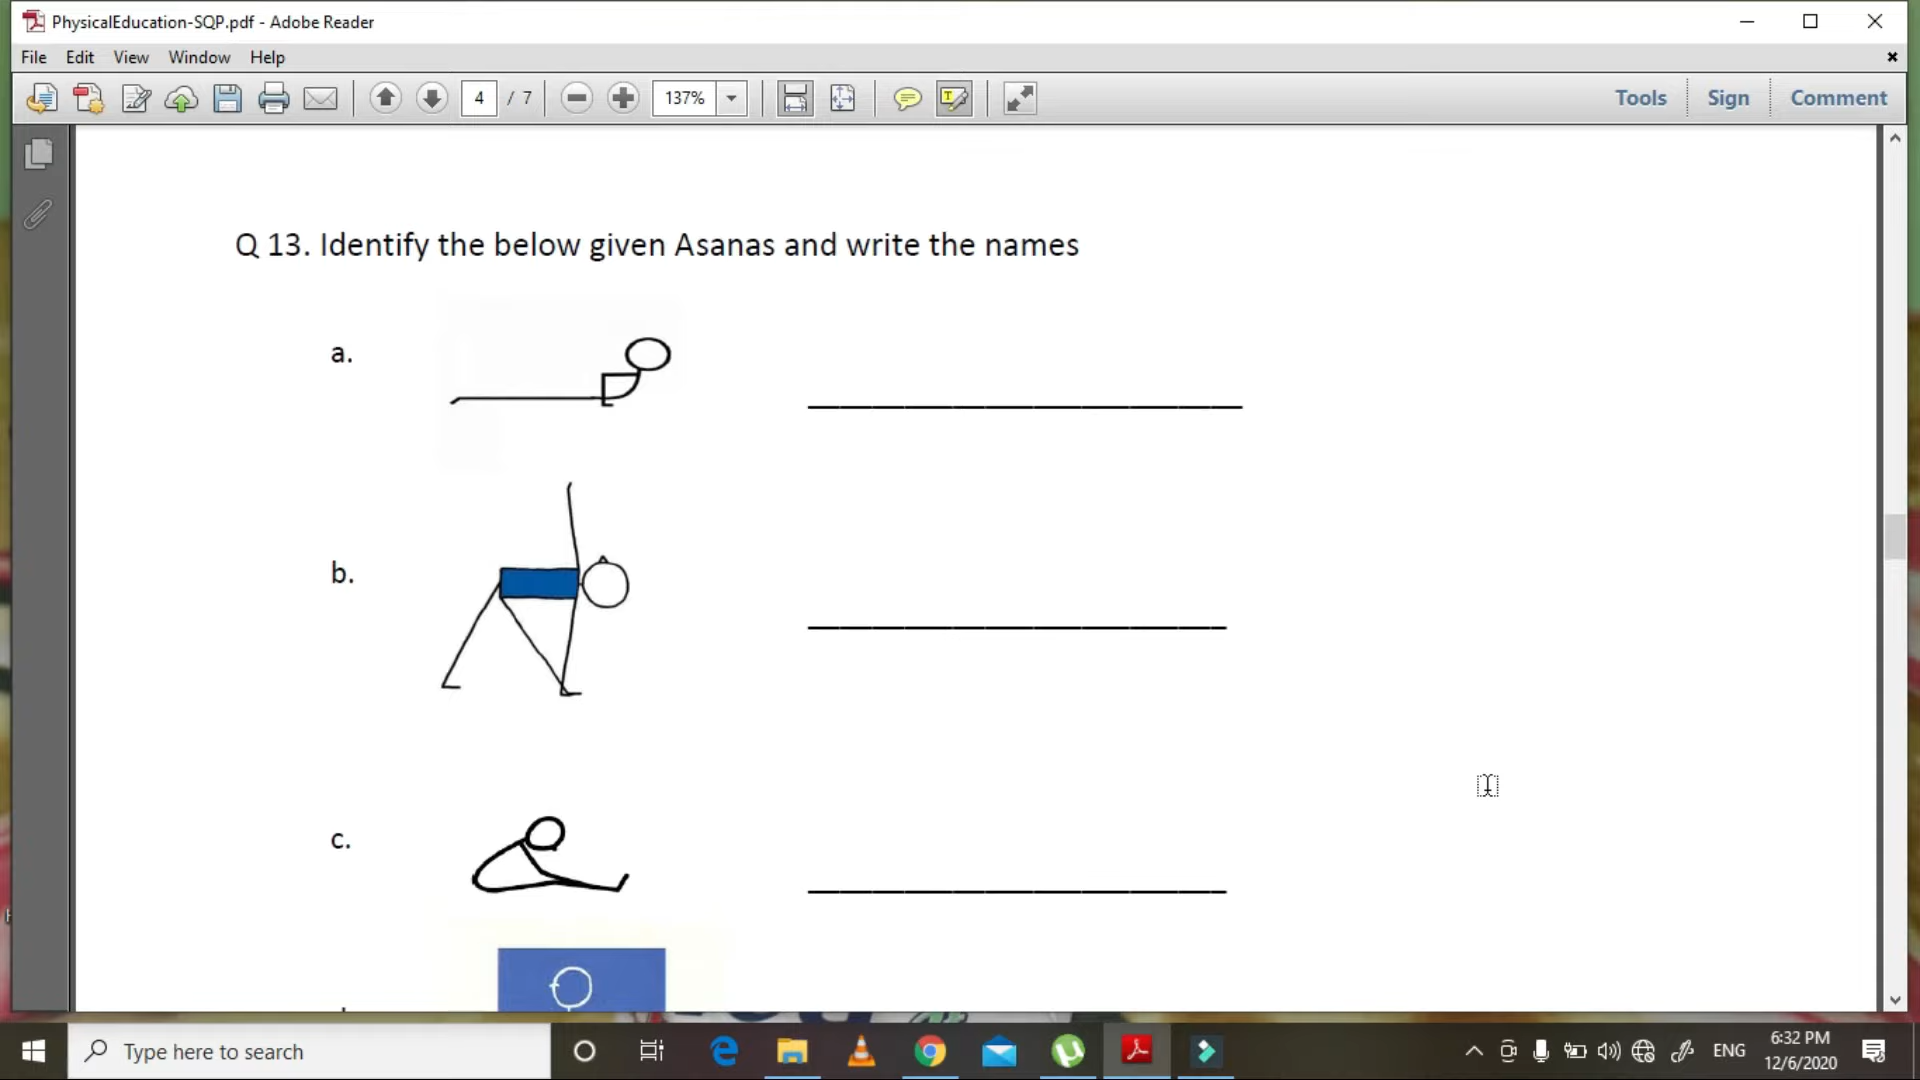 PhysicalEducation-SQP.pdf - Adobe Reader
File Edit View Window Help
4 / 7 137% Tools Sign Comment
Q 13. Identify the below given Asanas and write the names
a.
b.
c.
Type here to search
ENG
6:32 PM
12/6/2020